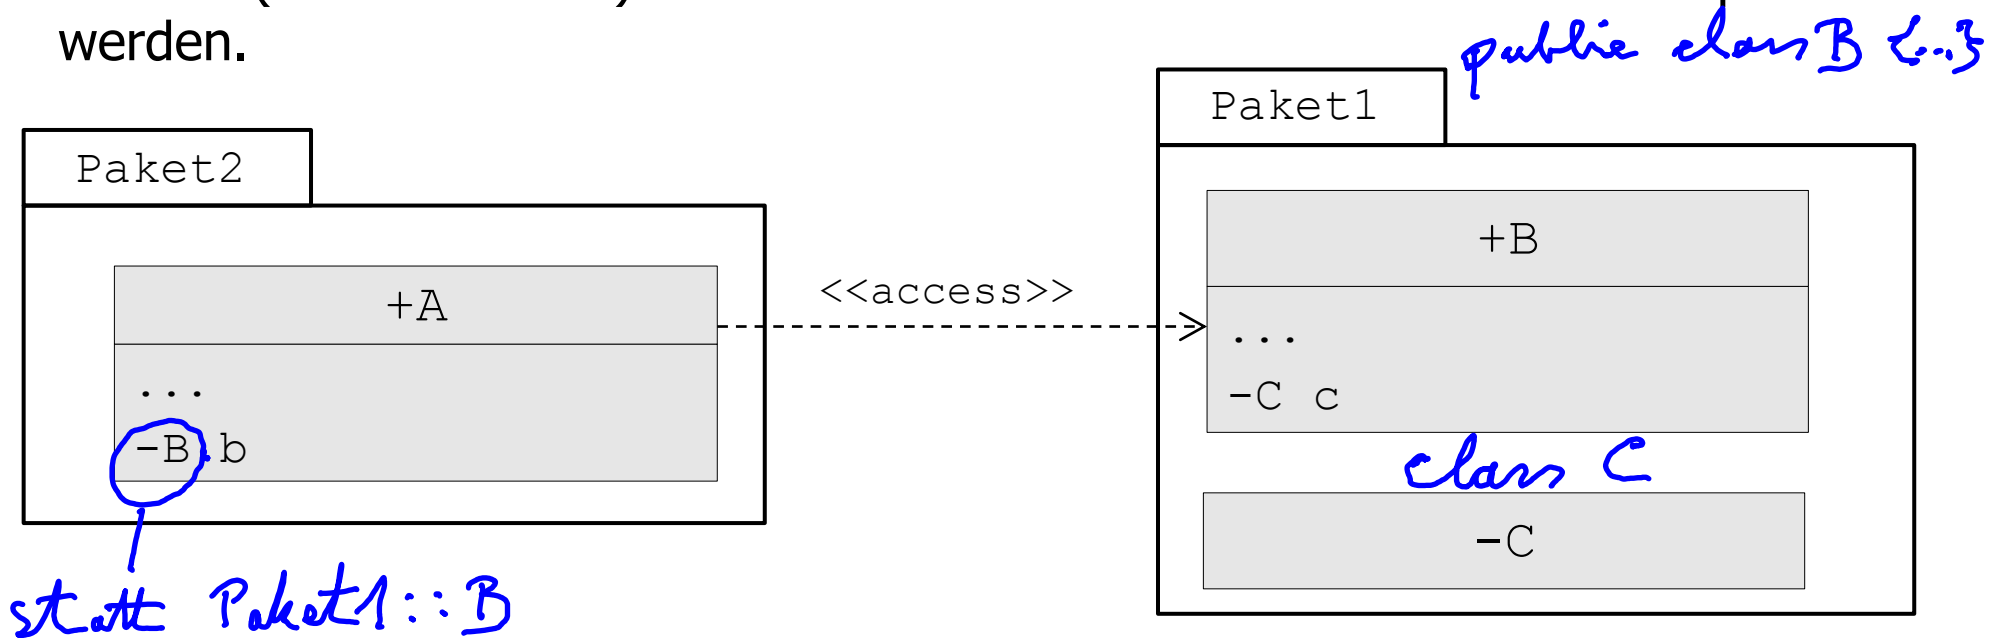 werden.
public class B {...}
Paket1
Paket2
+B
+A
<<access>>
...
-C c
...
-B b
class C
-C
statt Paket1::B